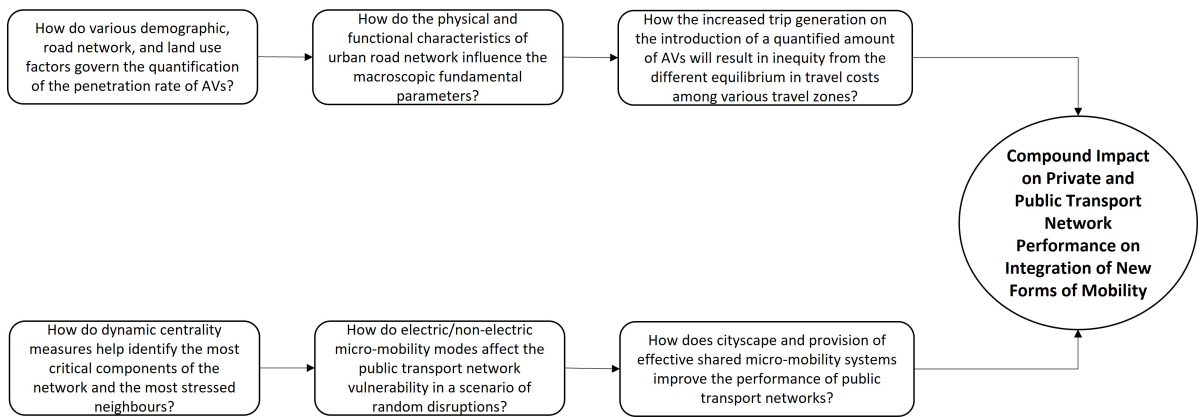 How do various demographic,
road network, and land use
factors govern the quantification
of the penetration rate of AVs?
How do the physical and
functional characteristics of
urban road network influence the
macroscopic fundamental
parameters?
How the increased trip generation on
the introduction of a quantified amount
of AVs will result in inequity from the
different equilibrium in travel costs
among various travel zones?
Compound Impact
on Private and
Public Transport
Network
Performance on
Integration of New
Forms of Mobility
How do dynamic centrality
measures help identify the most
critical components of the
network and the most stressed
neighbours?
How do electric/non-electric
micro-mobility modes affect the
public transport network
vulnerability in a scenario of
random disruptions?
How does cityscape and provision of
effective shared micro-mobility systems
improve the performance of public
transport networks?